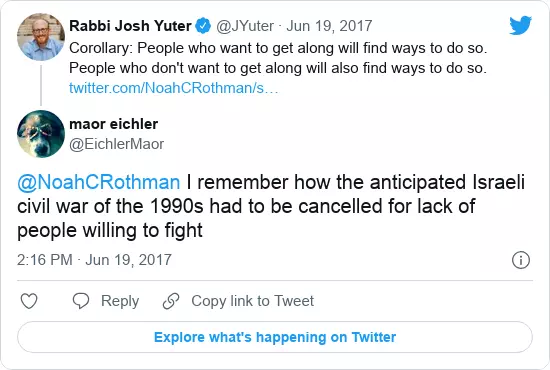 Rabbi Josh Yuter @JYuter · Jun 19, 2017
Corollary: People who want to get along will find ways to do so.
People who don't want to get along will also find ways to do so.
twitter.com/NoahCRothman/s…
maor eichler
@EichlerMaor
@NoahCRothman I remember how the anticipated Israeli
civil war of the 1990s had to be cancelled for lack of
people willing to fight
2:16 PM · Jun 19, 2017
Reply Copy link to Tweet
Explore what's happening on Twitter